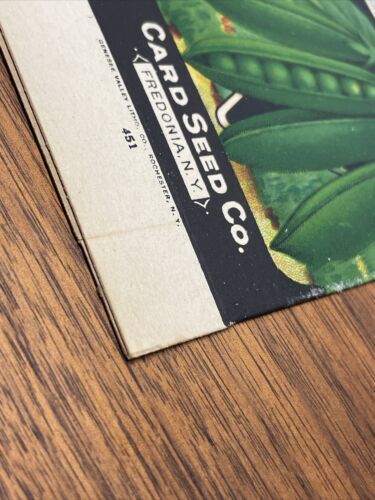 CARD SEED CO.
FREDONIA, N.Y.
GENESEE VALLEY LITHO. CO., ROCHESTER, N. Y.
451